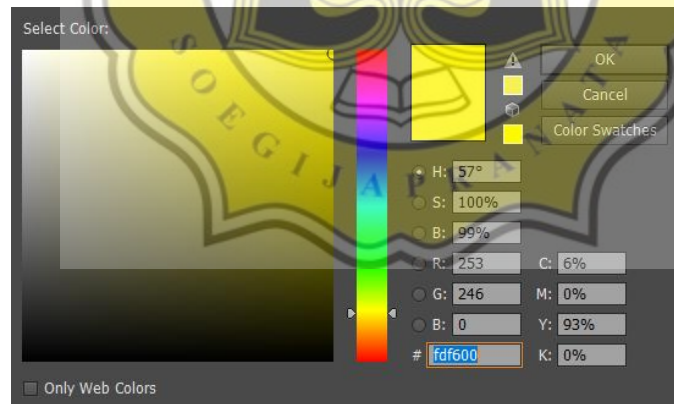 Select Color:
OK
Cancel
Color Swatches
SOEGIJAPRANATA
H: 57°
S: 100%
B: 99%
R: 253 C: 6%
G: 246 M: 0%
B: 0 Y: 93%
# fdf600 K: 0%
Only Web Colors